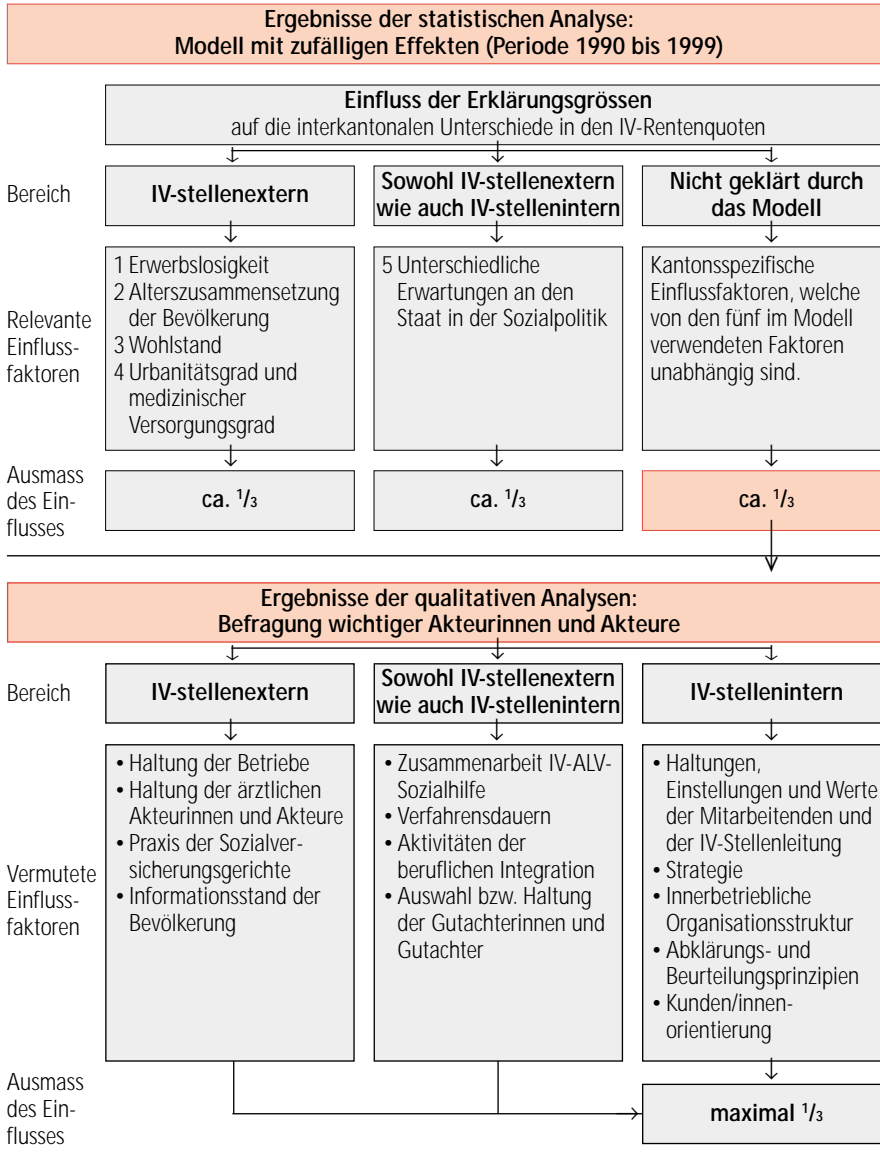 Ergebnisse der statistischen Analyse:
Modell mit zufälligen Effekten (Periode 1990 bis 1999)
Einfluss der Erklärungsgrössen
auf die interkantonalen Unterschiede in den IV-Rentenquoten
Bereich
IV-stellenextern
Sowohl IV-stellenextern
wie auch IV-stellenintern
Nicht geklärt durch
das Modell
Relevante
Einfluss-
faktoren
1 Erwerbslosigkeit
2 Alterszusammensetzung
der Bevölkerung
3 Wohlstand
4 Urbanitätsgrad und
medizinischer
Versorgungsgrad
5 Unterschiedliche
Erwartungen an den
Staat in der Sozialpolitik
Kantonsspezifische
Einflussfaktoren, welche
von den fünf im Modell
verwendeten Faktoren
unabhängig sind.
Ausmass
des Ein-
flusses
ca. 1/3
ca. 1/3
ca. 1/3
Ergebnisse der qualitativen Analysen:
Befragung wichtiger Akteurinnen und Akteure
Bereich
IV-stellenextern
Sowohl IV-stellenextern
wie auch IV-stellenintern
IV-stellenintern
Vermutete
Einfluss-
faktoren
• Haltung der Betriebe
• Haltung der ärztlichen
Akteurinnen und Akteure
• Praxis der Sozialver-
sicherungsgerichte
• Informationsstand der
Bevölkerung
• Zusammenarbeit IV-ALV-
Sozialhilfe
• Verfahrensdauern
• Aktivitäten der
beruflichen Integration
• Auswahl bzw. Haltung
der Gutachterinnen und
Gutachter
• Haltungen,
Einstellungen und Werte
der Mitarbeitenden und
der IV-Stellenleitung
• Strategie
• Innerbetriebliche
Organisationsstruktur
• Abklärungs- und
Beurteilungsprinzipien
• Kunden/innen-
orientierung
Ausmass
des Ein-
flusses
maximal 1/3